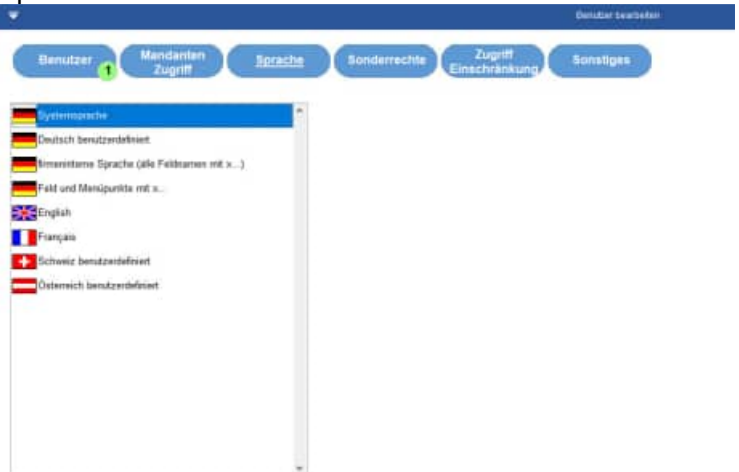 Benutzer bearbeiten
Benutzer
1
Mandanten
Zugriff
Sprache
Sonderrechte
Zugriff
Einschränkung
Sonstiges
Systemsprache
Deutsch benutzerdefiniert
firmeninterne Sprache (alle Feldnamen mit x...)
Feld und Menüpunkte mit x...
English
Français
Schweiz benutzerdefiniert
Österreich benutzerdefiniert